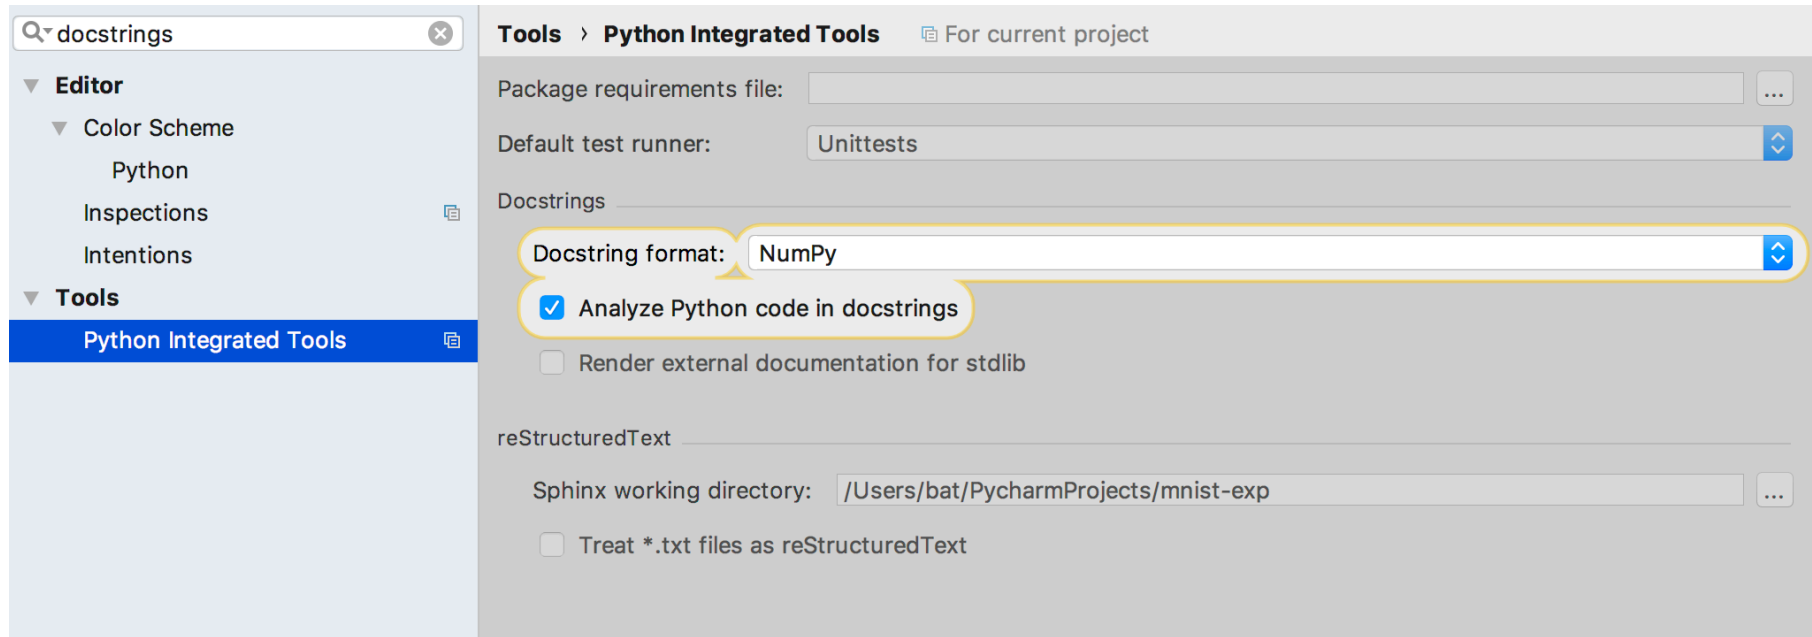 docstrings
Editor
Color Scheme
Python
Inspections
Intentions
Tools
Python Integrated Tools
Tools › Python Integrated Tools For current project
Package requirements file: ...
Default test runner: Unittests
Docstrings
Docstring format: NumPy
Analyze Python code in docstrings
Render external documentation for stdlib
reStructuredText
Sphinx working directory: /Users/bat/PycharmProjects/mnist-exp ...
Treat *.txt files as reStructuredText